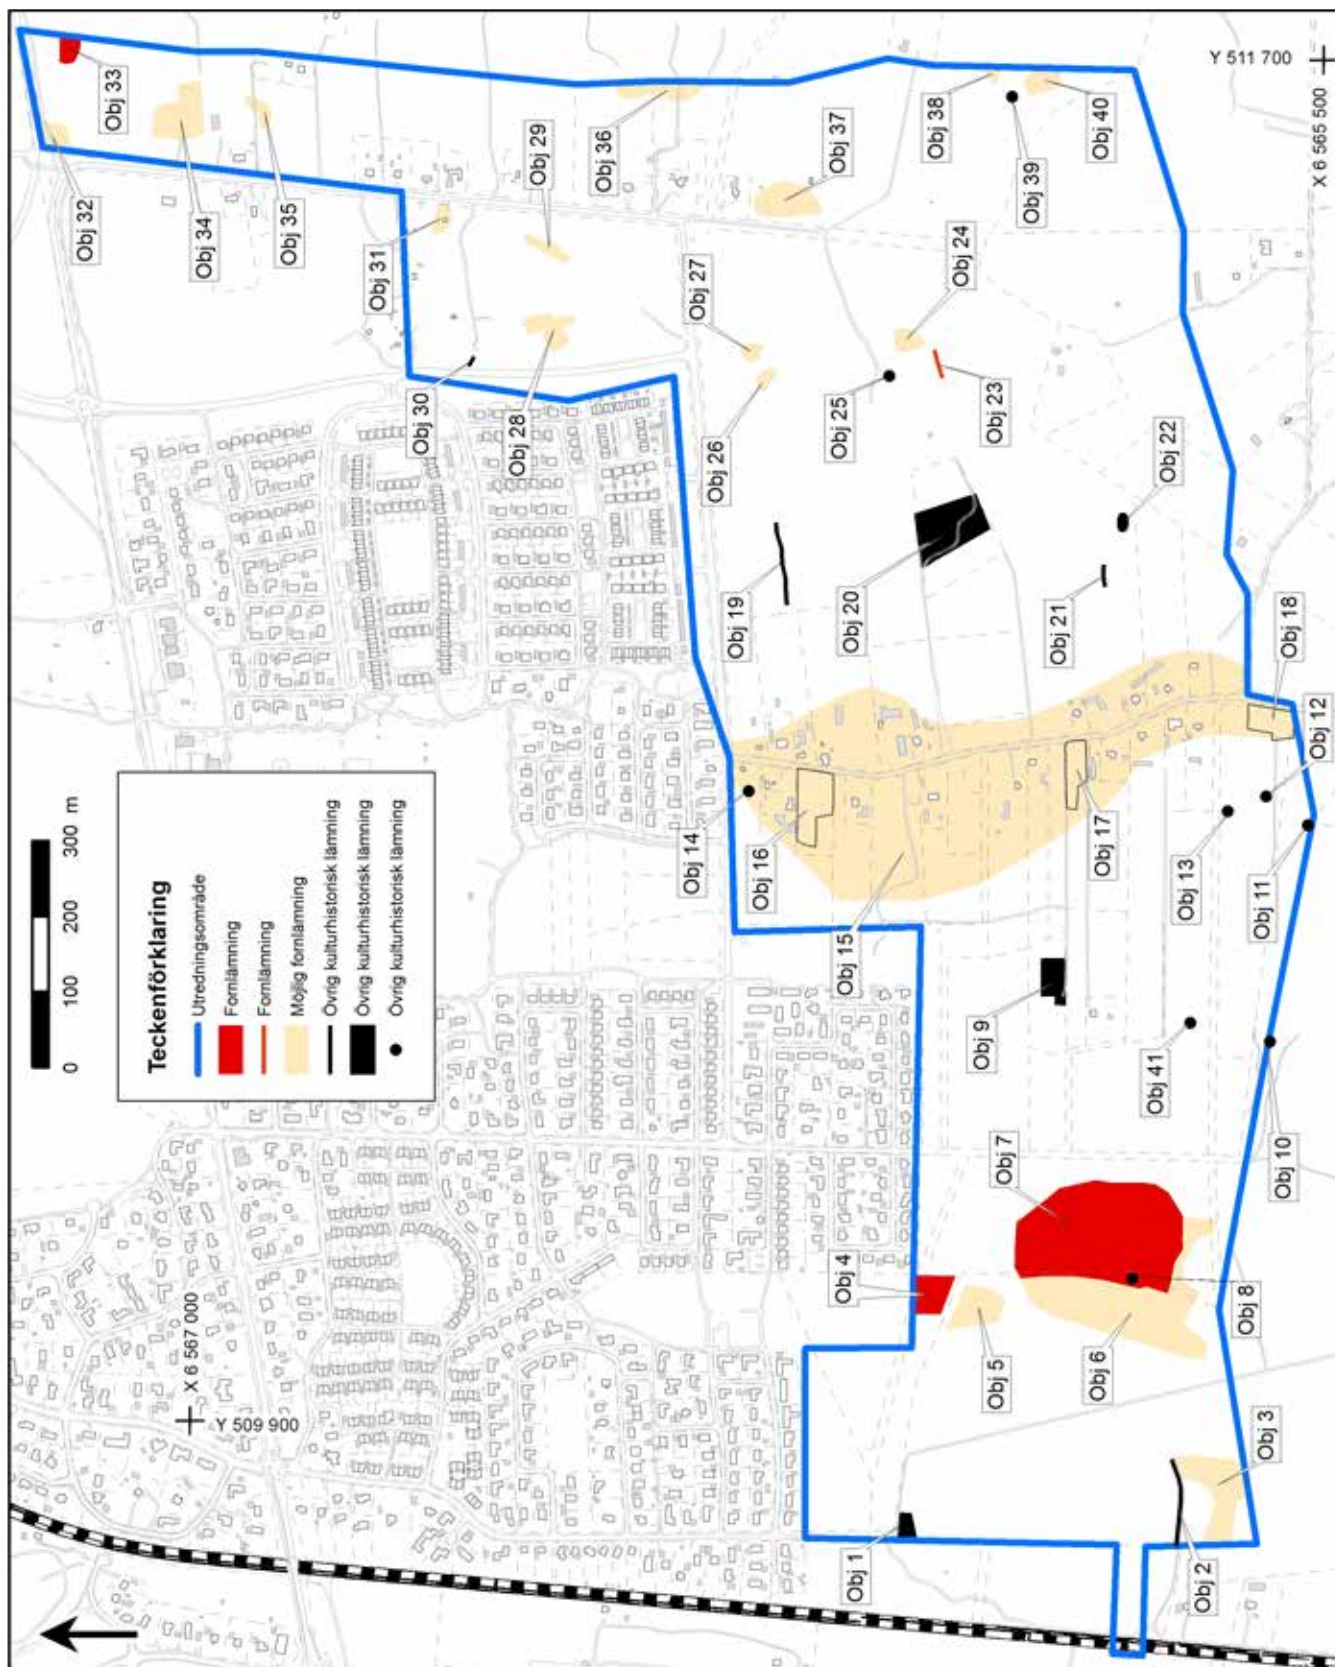 Teckenförklaring
Utredningsområde
Fornlämning
Fornlämning
Möjlig fornlämning
Övrig kulturhistorisk lämning
Övrig kulturhistorisk lämning
Övrig kulturhistorisk lämning
0 100 200 300 m
X 6 567 000
Y 509 900
Y 511 700
X 6 565 500
Obj 1
Obj 2
Obj 3
Obj 4
Obj 5
Obj 6
Obj 7
Obj 8
Obj 9
Obj 10
Obj 41
Obj 11
Obj 12
Obj 13
Obj 14
Obj 15
Obj 16
Obj 17
Obj 18
Obj 19
Obj 20
Obj 21
Obj 22
Obj 23
Obj 24
Obj 25
Obj 26
Obj 27
Obj 28
Obj 29
Obj 30
Obj 31
Obj 32
Obj 33
Obj 34
Obj 35
Obj 36
Obj 37
Obj 38
Obj 39
Obj 40